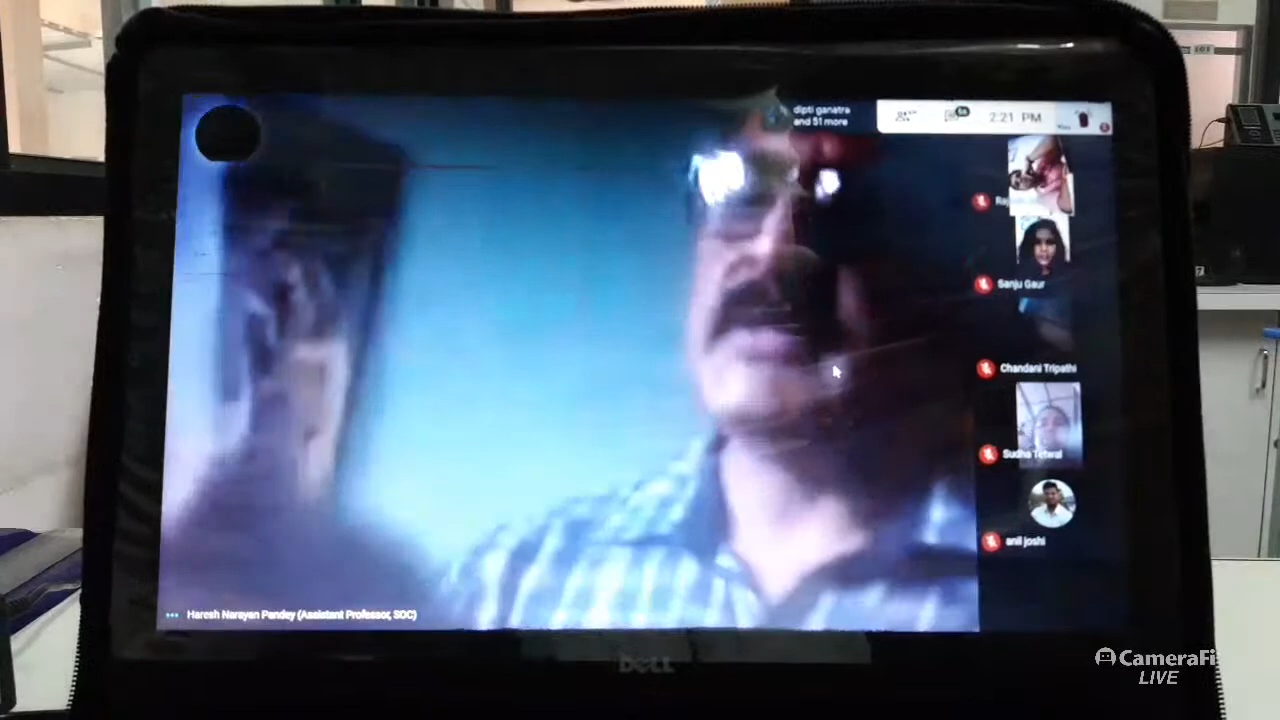 dipti ganatra
and 51 more
2:21 PM
Sanju Gaur
Chandani Tripathi
Sudha Tetwal
anil joshi
Haresh Narayan Pandey (Assistant Professor, SOC)
DELL
CameraFi
LIVE